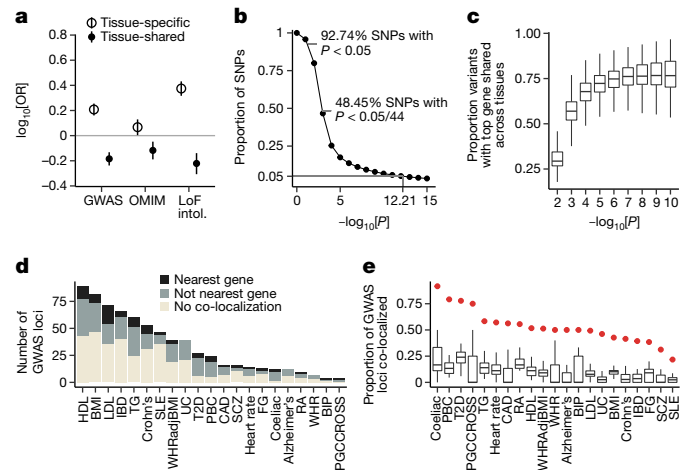 a
Tissue-specific
Tissue-shared
log10[OR]
0.8
0.6
0.4
0.2
0
−0.2
−0.4
GWAS
OMIM
LoF
intol.
b
92.74% SNPs with
P < 0.05
48.45% SNPs with
P < 0.05/44
Proportion of SNPs
1
0.75
0.50
0.25
0.05
0
5
12.21
15
−log10[P]
c
Proportion variants
with top gene shared
across tissues
1.00
0.75
0.50
0.25
2 3 4 5 6 7 8 9 10
−log10[P]
d
Nearest gene
Not nearest gene
No co-localization
Number of
GWAS loci
75
50
25
0
HDL
BMI
LDL
IBD
TG
Crohn's
SLE
WHRadjBMI
UC
T2D
PBC
CAD
SCZ
Heart rate
FG
Coeliac
Alzheimer's
RA
WHR
BIP
PGCCROSS
e
Proportion of GWAS
loci co-localized
0.75
0.50
0.25
0
Coeliac
PBC
T2D
PGCCROSS
TG
Heart rate
CAD
RA
HDL
WHRAdjBMI
WHR
Alzheimer's
BIP
LDL
UC
BMI
Crohn's
IBD
FG
SCZ
SLE